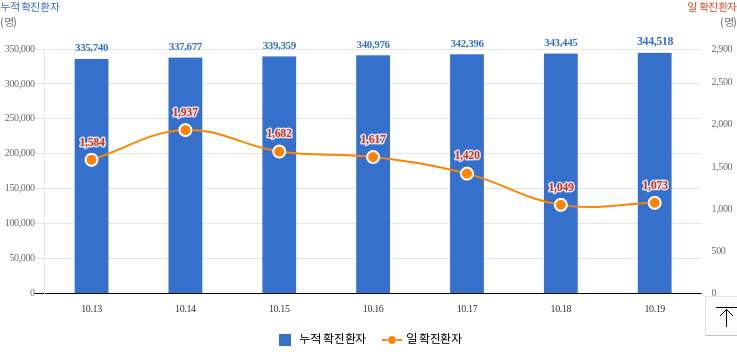 누적 확진환자 일 확진환자
(명) (명)
335,740 337,677 339,359 340,976 342,396 343,445 344,518
350,000 2,900
300,000 2,500
250,000 2,000
200,000 1,500
150,000 1,000
100,000 500
50,000
0 0
1,584 1,937 1,682 1,617 1,420 1,049 1,073
10.13 10.14 10.15 10.16 10.17 10.18 10.19
누적 확진환자 일 확진환자